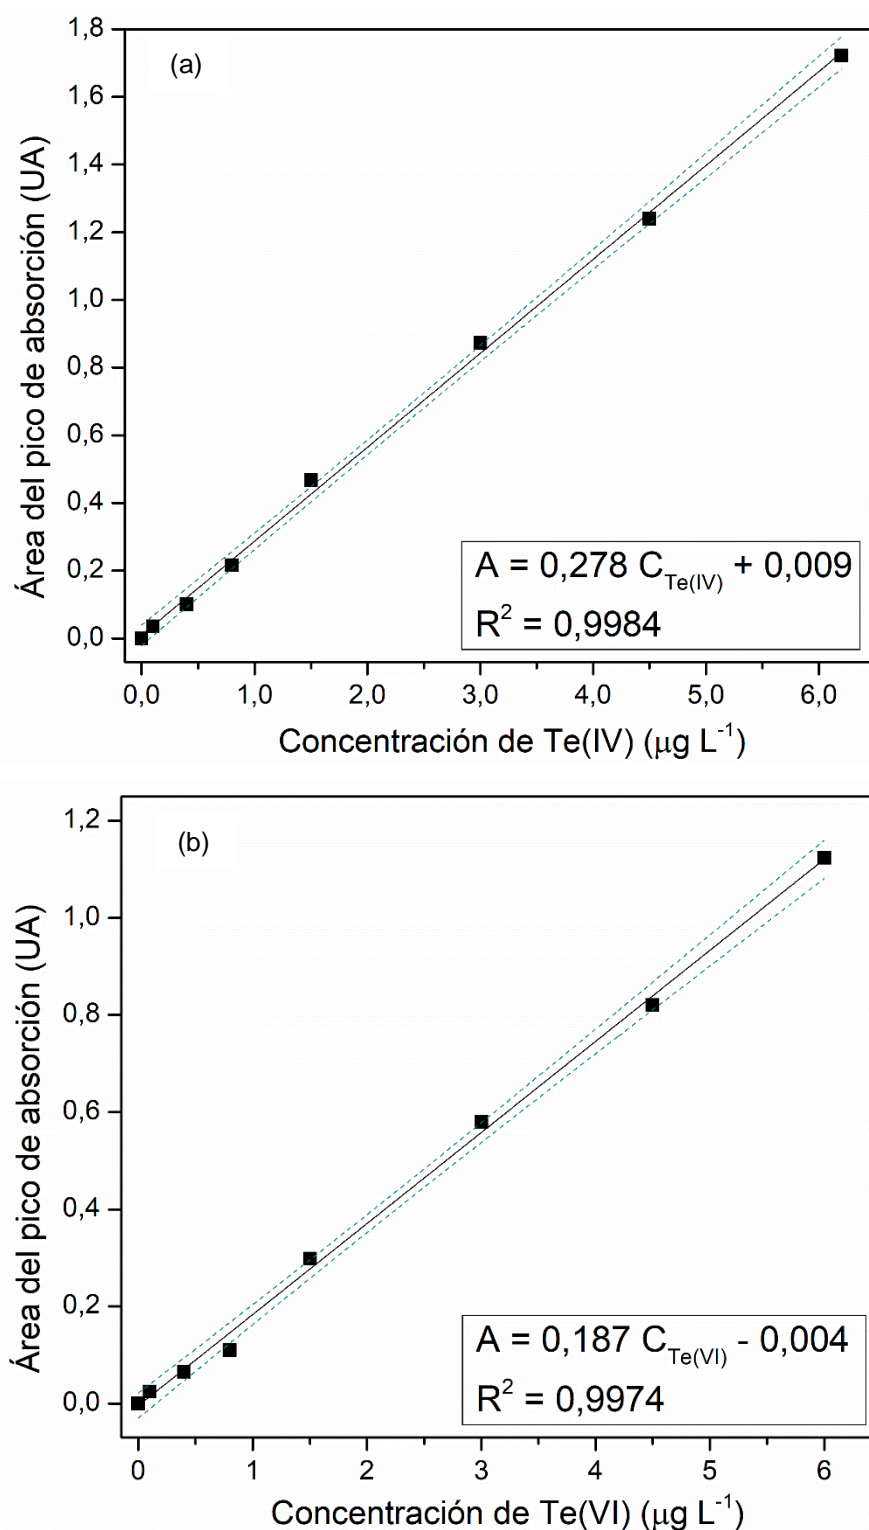 (a)
Área del pico de absorción (UA)
1,8
1,6
1,4
1,2
1,0
0,8
0,6
0,4
0,2
0,0
A = 0,278 C_Te(IV) + 0,009
R² = 0,9984
0,0 1,0 2,0 3,0 4,0 5,0 6,0
Concentración de Te(IV) (μg L⁻¹)
(b)
Área del pico de absorción (UA)
1,2
1,0
0,8
0,6
0,4
0,2
0,0
A = 0,187 C_Te(VI) - 0,004
R² = 0,9974
0 1 2 3 4 5 6
Concentración de Te(VI) (μg L⁻¹)